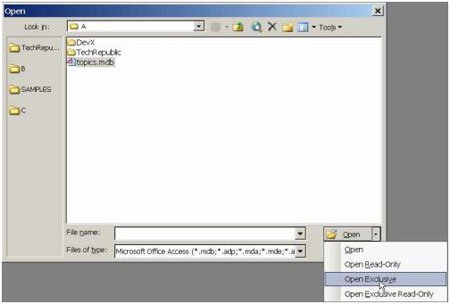 Open
Look in: A
Tools
TechRepu...
B
SAMPLES
C
DevX
TechRepublic
topics.mdb
File name:
Files of type: Microsoft Office Access (*.mdb;*.adp;*.mda;*.mde;*.a
Open
Open
Open Read-Only
Open Exclusive
Open Exclusive Read-Only